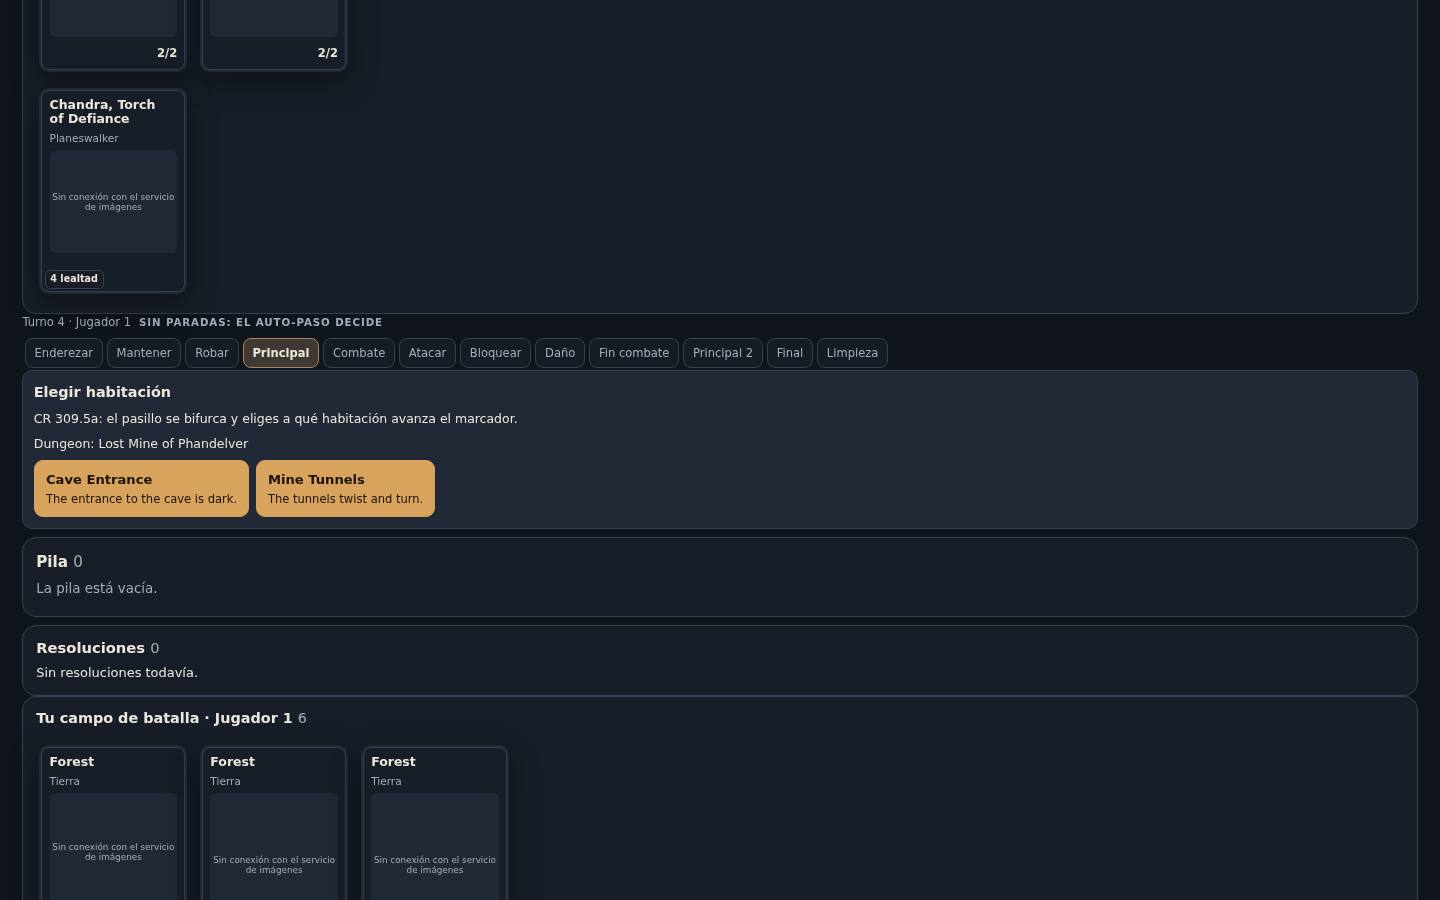 2/2
2/2
Chandra, Torch
of Defiance
Planeswalker
Sin conexión con el servicio
de imágenes
4 lealtad
Turno 4 · Jugador 1 SIN PARADAS: EL AUTO-PASO DECIDE
Enderezar Mantener Robar Principal Combate Atacar Bloquear Daño Fin combate Principal 2 Final Limpieza
Elegir habitación
CR 309.5a: el pasillo se bifurca y eliges a qué habitación avanza el marcador.
Dungeon: Lost Mine of Phandelver
Cave Entrance
The entrance to the cave is dark.
Mine Tunnels
The tunnels twist and turn.
Pila 0
La pila está vacía.
Resoluciones 0
Sin resoluciones todavía.
Tu campo de batalla · Jugador 1 6
Forest
Tierra
Sin conexión con el servicio
de imágenes
Forest
Tierra
Sin conexión con el servicio
de imágenes
Forest
Tierra
Sin conexión con el servicio
de imágenes